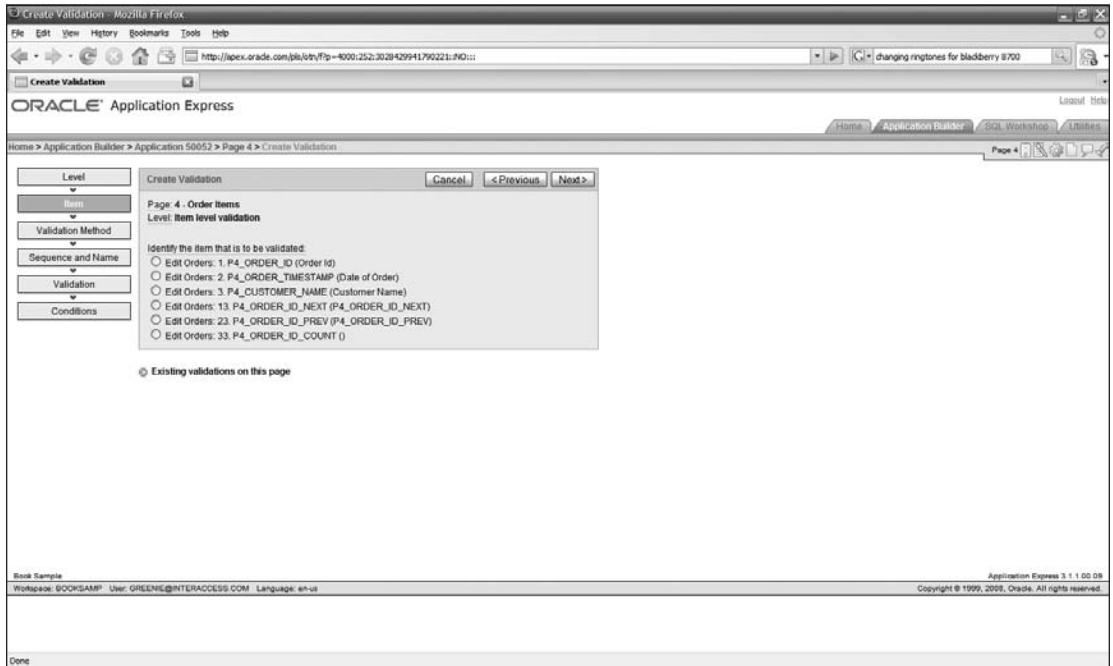 Create Validation - Mozilla Firefox
File Edit View History Bookmarks Tools Help
http://apex.oracle.com/pls/otn/f?p=4000:252:3028429941790221::NO:::
changing ringtones for blackberry 8700
Create Validation
ORACLE Application Express
Logout Help
Home Application Builder SQL Workshop Utilities
Home > Application Builder > Application 50052 > Page 4 > Create Validation
Page 4
Level
Item
Validation Method
Sequence and Name
Validation
Conditions
Create Validation
Cancel < Previous Next >
Page: 4 - Order Items
Level: Item level validation
Identify the item that is to be validated:
Edit Orders: 1. P4_ORDER_ID (Order Id)
Edit Orders: 2. P4_ORDER_TIMESTAMP (Date of Order)
Edit Orders: 3. P4_CUSTOMER_NAME (Customer Name)
Edit Orders: 13. P4_ORDER_ID_NEXT (P4_ORDER_ID_NEXT)
Edit Orders: 23. P4_ORDER_ID_PREV (P4_ORDER_ID_PREV)
Edit Orders: 33. P4_ORDER_ID_COUNT ()
Existing validations on this page
Book Sample
Application Express 3.1.1.00.09
Workspace: BOOKSAMP User: GREENIE@INTERACCESS.COM Language: en-us
Copyright © 1999, 2008, Oracle. All rights reserved.
Done